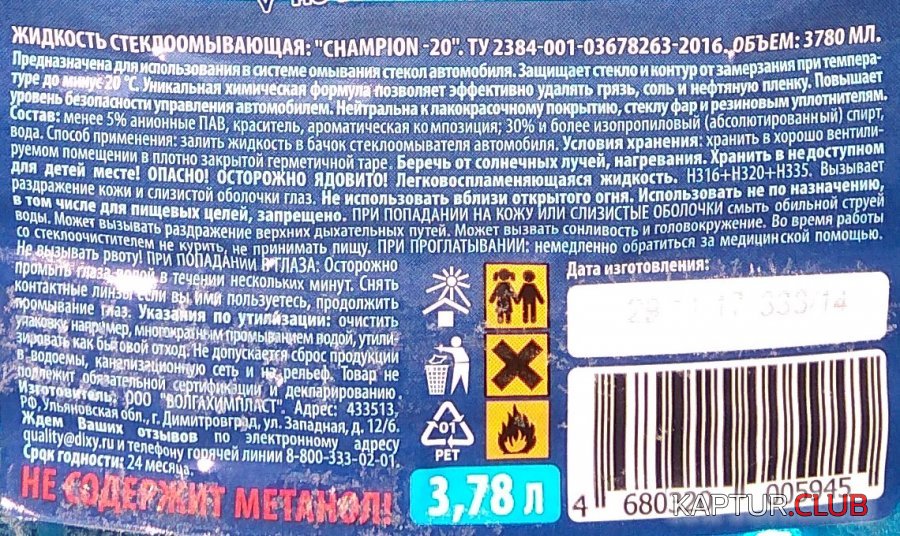 ЖИДКОСТЬ СТЕКЛООМЫВАЮЩАЯ: "CHAMPION -20". ТУ 2384-001-03678263-2016. ОБЪЕМ: 3780 МЛ.
Предназначена для использования в системе омывания стекол автомобиля. Защищает стекло и контур от замерзания при темпера-
туре до минус 20 °С. Уникальная химическая формула позволяет эффективно удалять грязь, соль и нефтяную пленку. Повышает
уровень безопасности управления автомобилем. Нейтральна к лакокрасочному покрытию, стеклу фар и резиновым уплотнителям.
Состав: менее 5% анионные ПАВ, краситель, ароматическая композиция; 30% и более изопропиловый (абсолютированный) спирт,
вода. Способ применения: залить жидкость в бачок стеклоомывателя автомобиля. Условия хранения: хранить в хорошо вентили-
руемом помещении в плотно закрытой герметичной таре. Беречь от солнечных лучей, нагревания. Хранить в недоступном
для детей месте! ОПАСНО! ОСТОРОЖНО ЯДОВИТО! Легковоспламеняющаяся жидкость. H316+H320+H335. Вызывает
раздражение кожи и слизистой оболочки глаз. Не использовать вблизи открытого огня. Использовать не по назначению,
в том числе для пищевых целей, запрещено. ПРИ ПОПАДАНИИ НА КОЖУ ИЛИ СЛИЗИСТЫЕ ОБОЛОЧКИ смыть обильной струей
воды. Может вызывать раздражение верхних дыхательных путей. Может вызвать сонливость и головокружение. Во время работы
со стеклоочистителем не курить, не принимать пищу. ПРИ ПРОГЛАТЫВАНИИ: немедленно обратиться за медицинской помощью.
Не вызывать рвоту! ПРИ ПОПАДАНИИ В ГЛАЗА: Осторожно
промыть глаза водой в течении нескольких минут. Снять
контактные линзы если вы ими пользуетесь, продолжить
промывание глаз. Указания по утилизации: очистить
упаковку, например, многократным промыванием водой, утили-
зировать как бытовой отход. Не допускается сброс продукции
в водоемы, канализационную сеть и на рельеф. Товар не
подлежит обязательной сертификации и декларированию.
Изготовитель: ООО "ВОЛГАХИМПЛАСТ". Адрес: 433513,
РФ, Ульяновская обл., г. Димитровград, ул. Западная, д. 12/6.
Ждем Ваших отзывов по электронному адресу
quality@dixy.ru и телефону горячей линии 8-800-333-02-01.
Срок годности: 24 месяца.
НЕ СОДЕРЖИТ МЕТАНОЛ!
01
PET
3,78 л
Дата изготовления:
17 333/14
4 005945
KAPTUR.CLUB